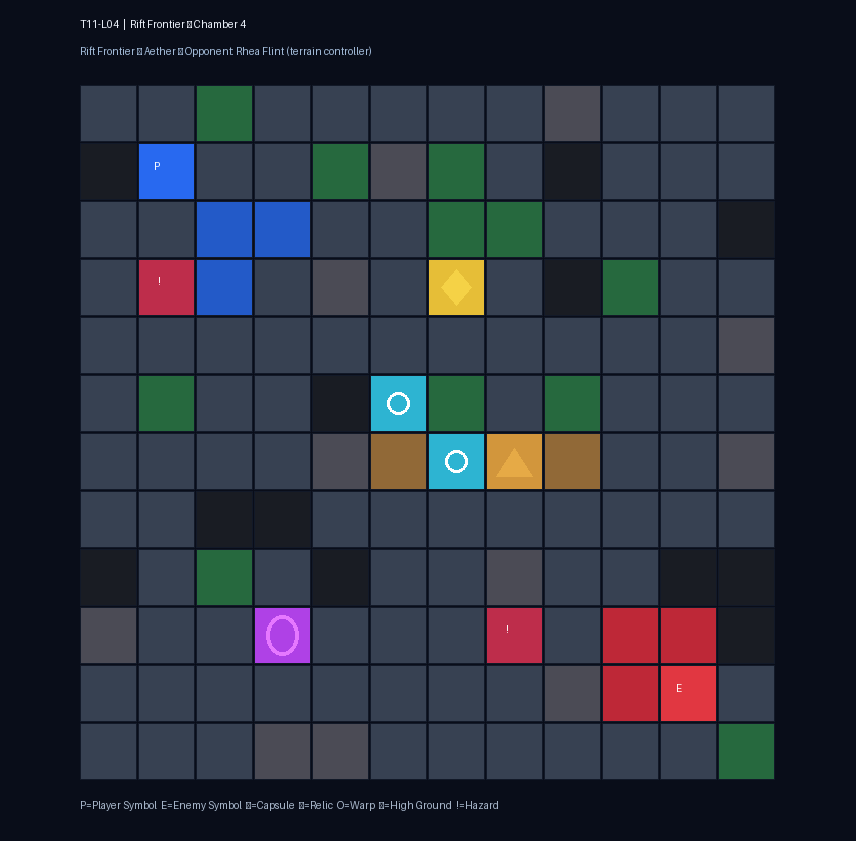 T11-L04 | Rift Frontier ▯ Chamber 4
Rift Frontier ▯ Aether ▯ Opponent: Rhea Flint (terrain controller)
P
!
!
E
P=Player Symbol E=Enemy Symbol ▯=Capsule ▯=Relic O=Warp ▯=High Ground !=Hazard